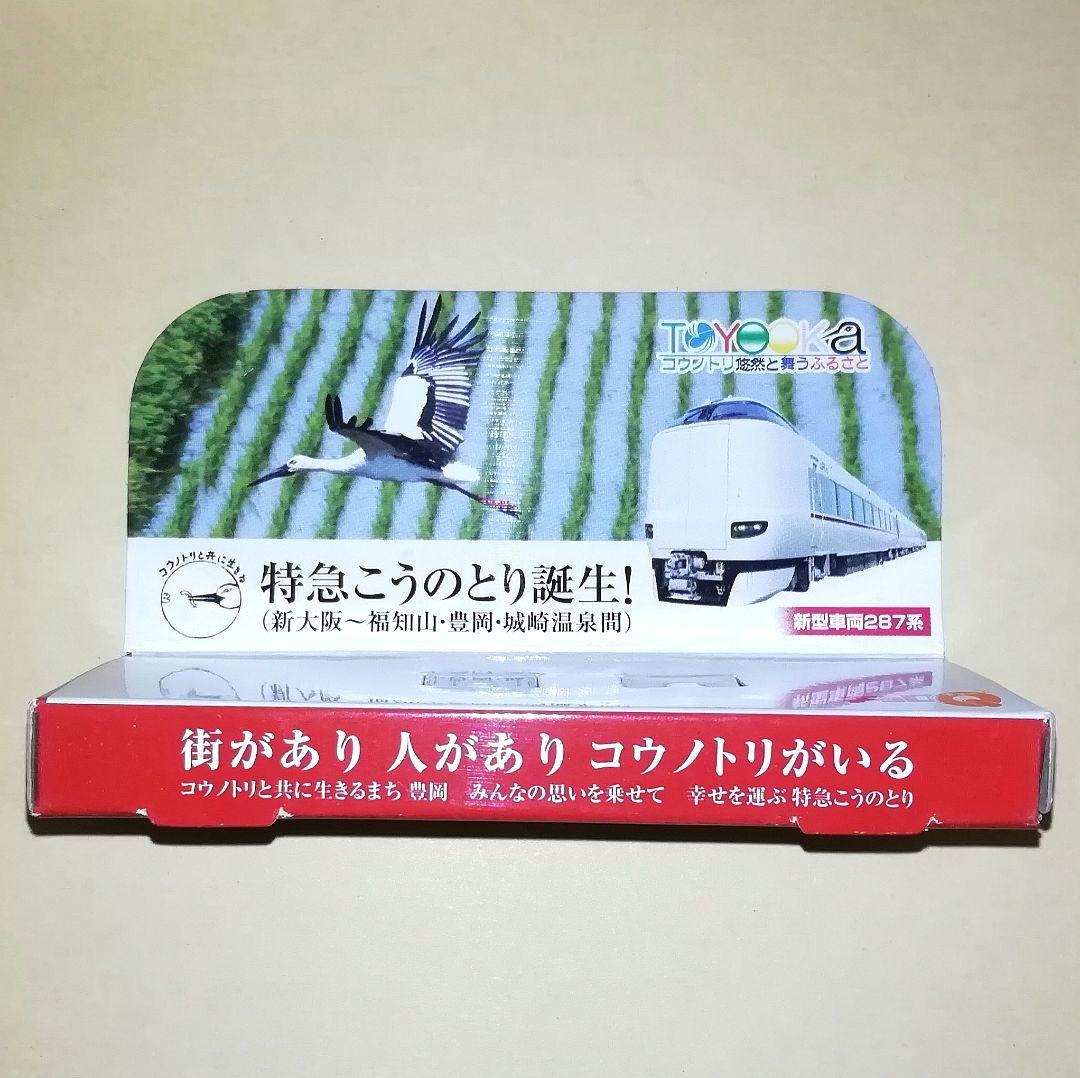 TOYOOKa
コウノトリ悠然と舞うふるさと
コウノトリと共に生きる
特急こうのとり誕生!
(新大阪〜福知山・豊岡・城崎温泉間)
新型車両287系
街があり 人があり コウノトリがいる
コウノトリと共に生きるまち 豊岡 みんなの思いを乗せて 幸せを運ぶ 特急こうのとり